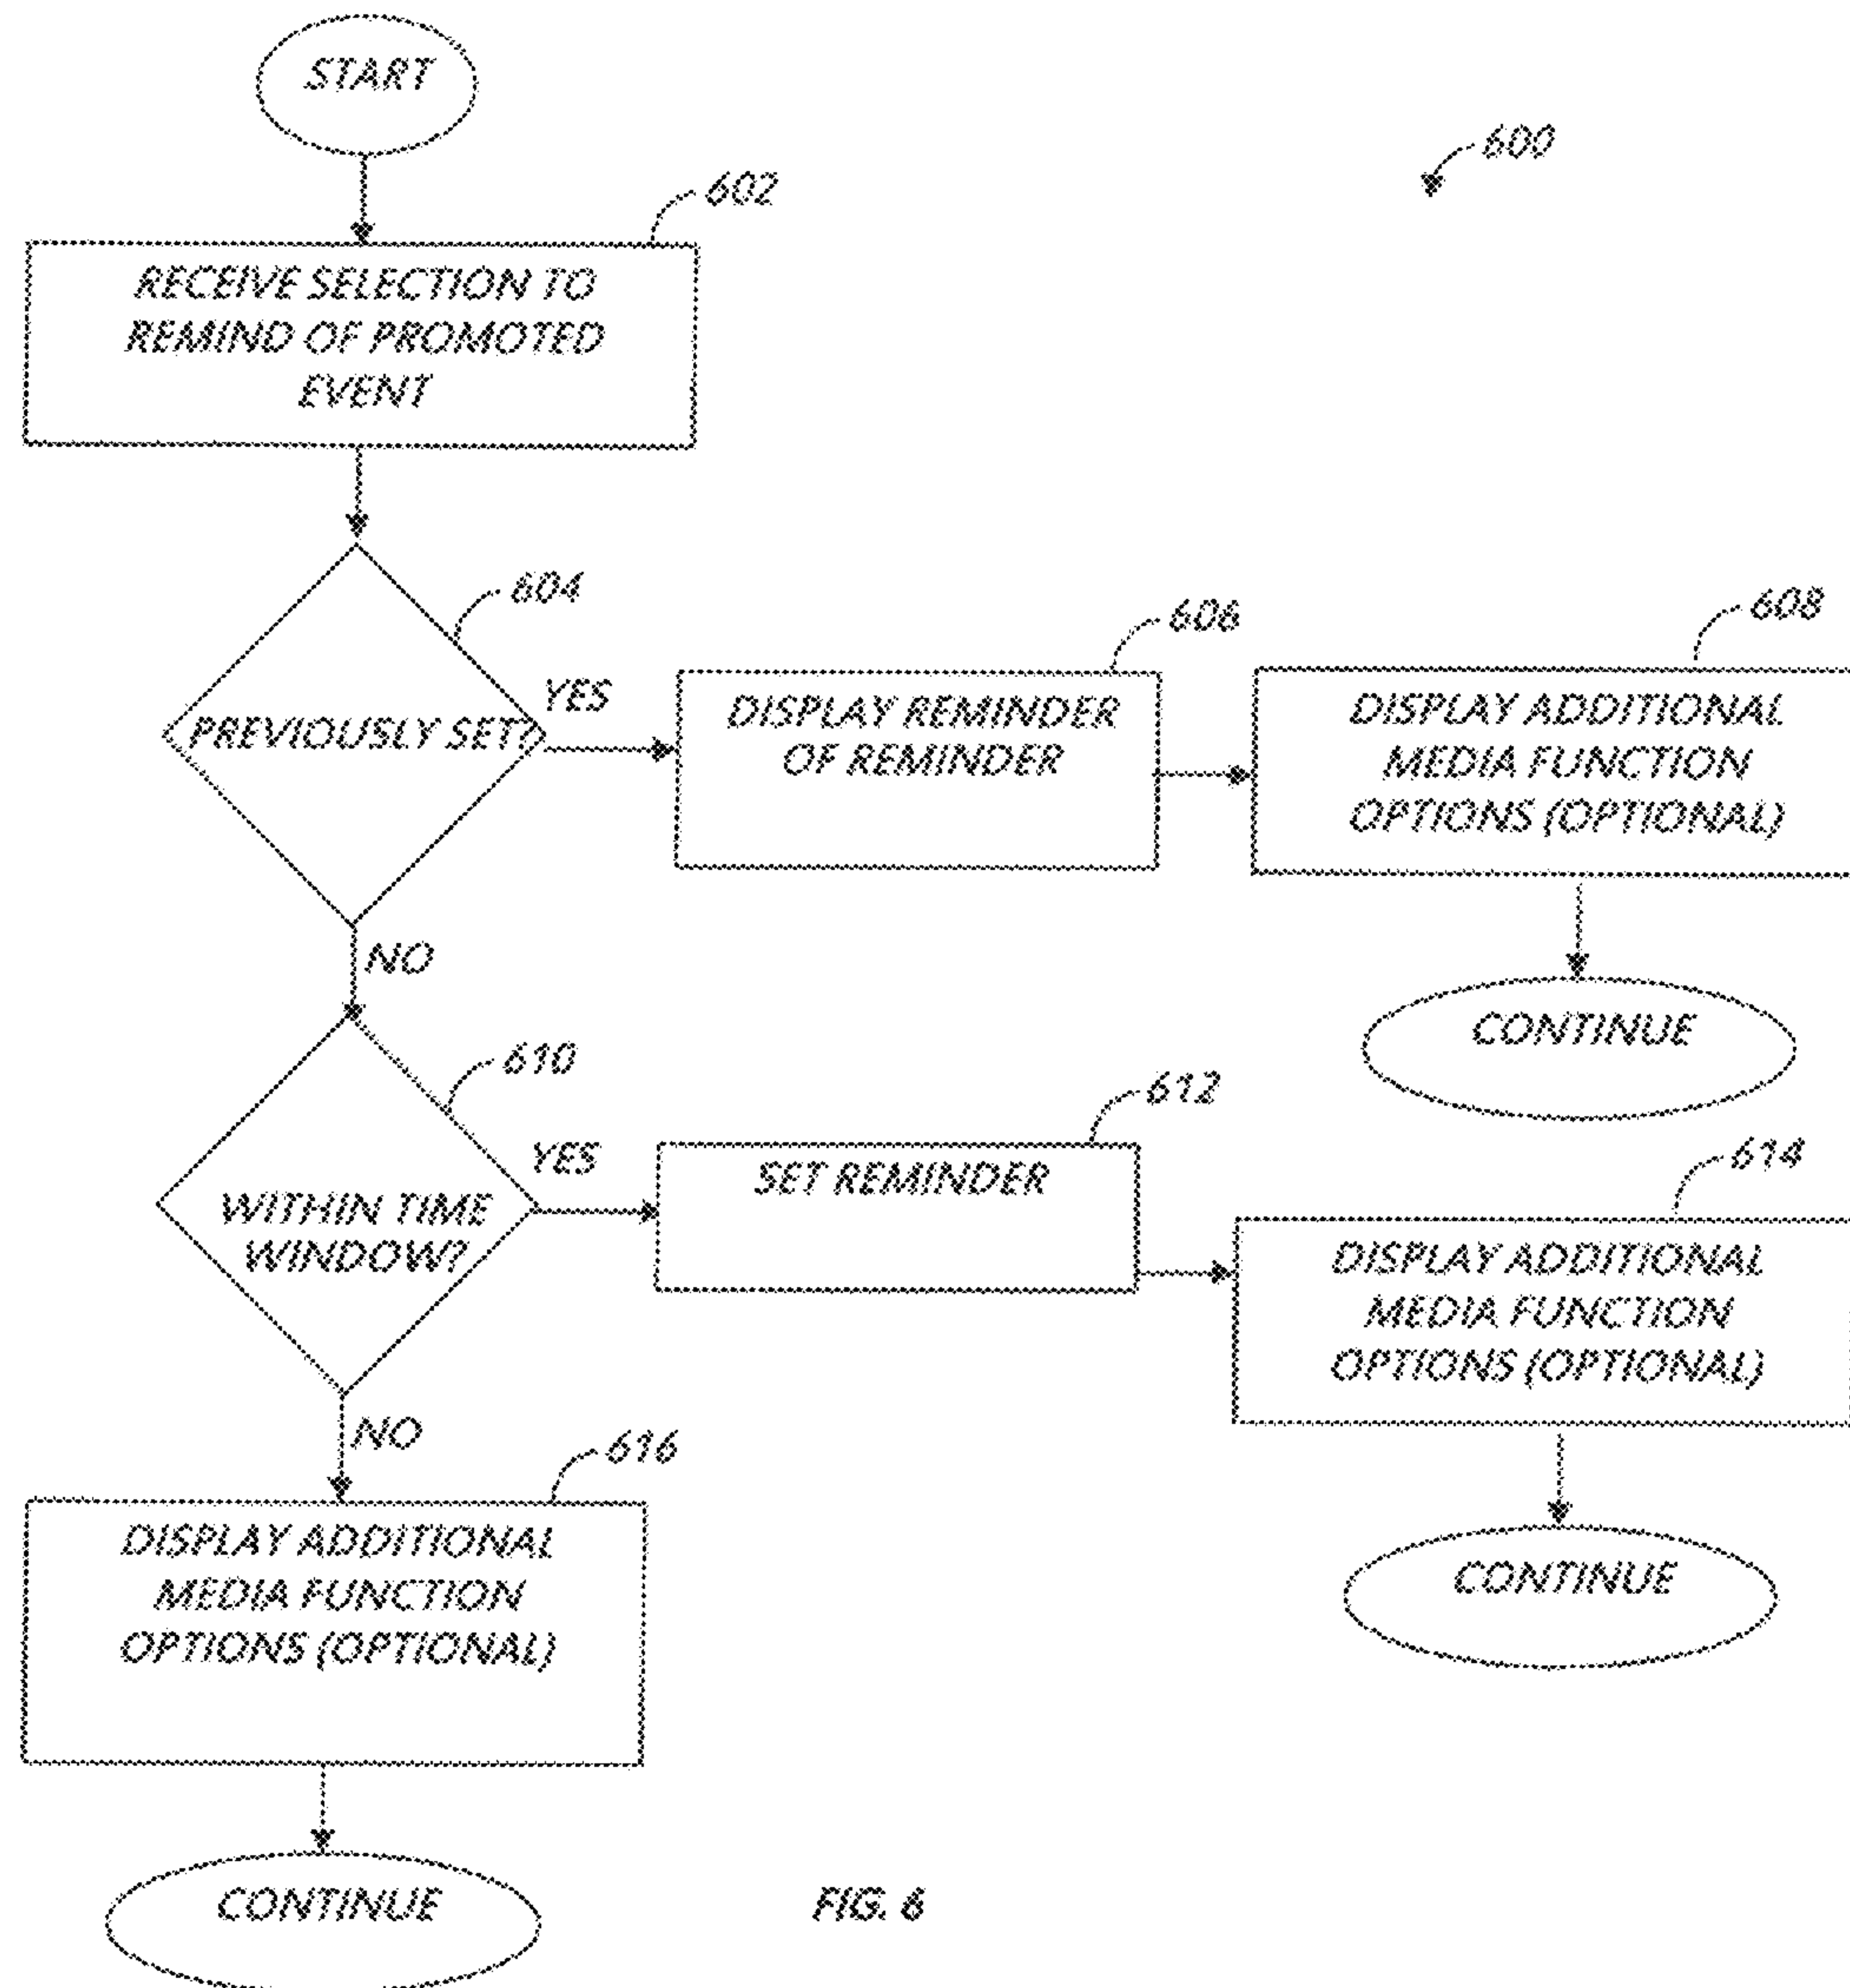 START
600
602
RECEIVE SELECTION TO
REMIND OF PROMOTED
EVENT
604
PREVIOUSLY SET?
YES
606
DISPLAY REMINDER
OF REMINDER
608
DISPLAY ADDITIONAL
MEDIA FUNCTION
OPTIONS (OPTIONAL)
CONTINUE
NO
610
WITHIN TIME
WINDOW?
YES
612
SET REMINDER
614
DISPLAY ADDITIONAL
MEDIA FUNCTION
OPTIONS (OPTIONAL)
CONTINUE
NO
616
DISPLAY ADDITIONAL
MEDIA FUNCTION
OPTIONS (OPTIONAL)
CONTINUE
FIG. 6